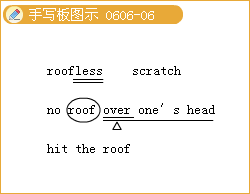 手写板图示 0606-06
roofless scratch
no roof over one's head
hit the roof